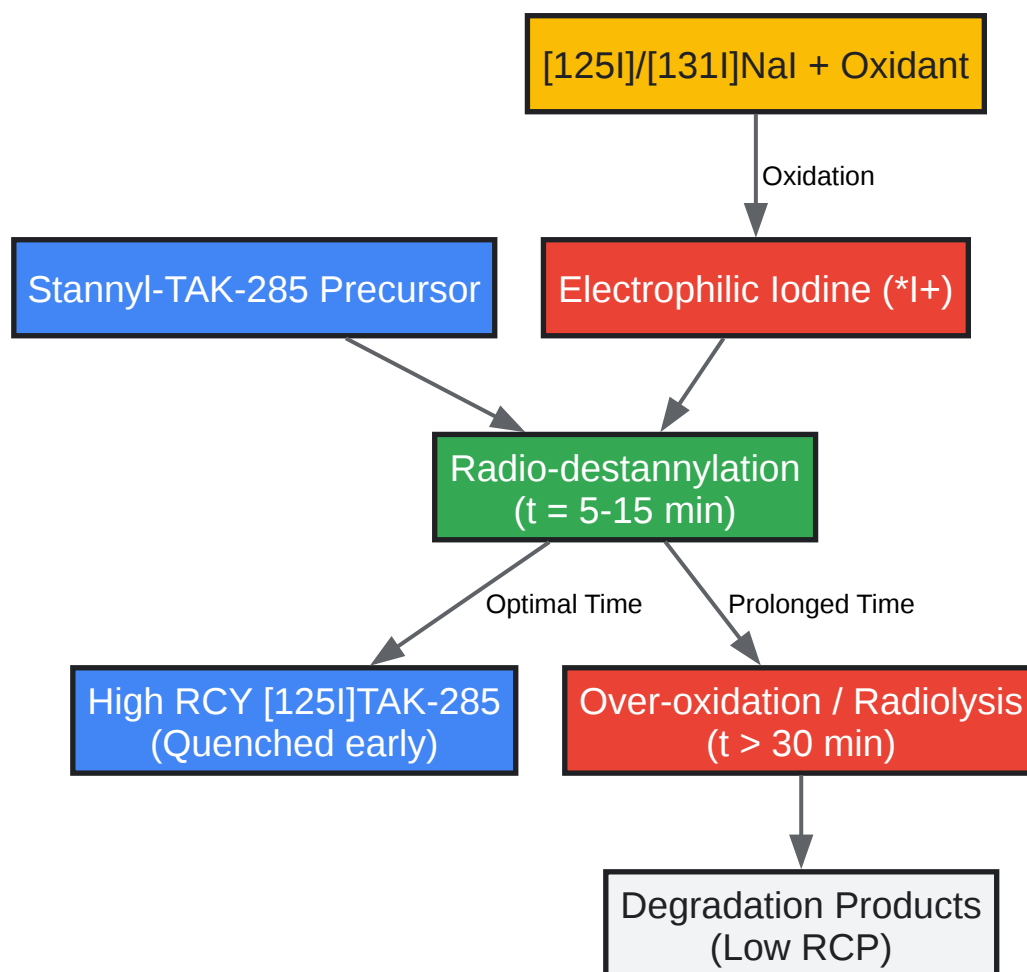 [125I]/[131I]NaI + Oxidant
Oxidation
Stannyl-TAK-285 Precursor
Electrophilic Iodine (*I+)
Radio-destannylation
(t = 5-15 min)
Optimal Time
Prolonged Time
High RCY [125I]TAK-285
(Quenched early)
Over-oxidation / Radiolysis
(t > 30 min)
Degradation Products
(Low RCP)